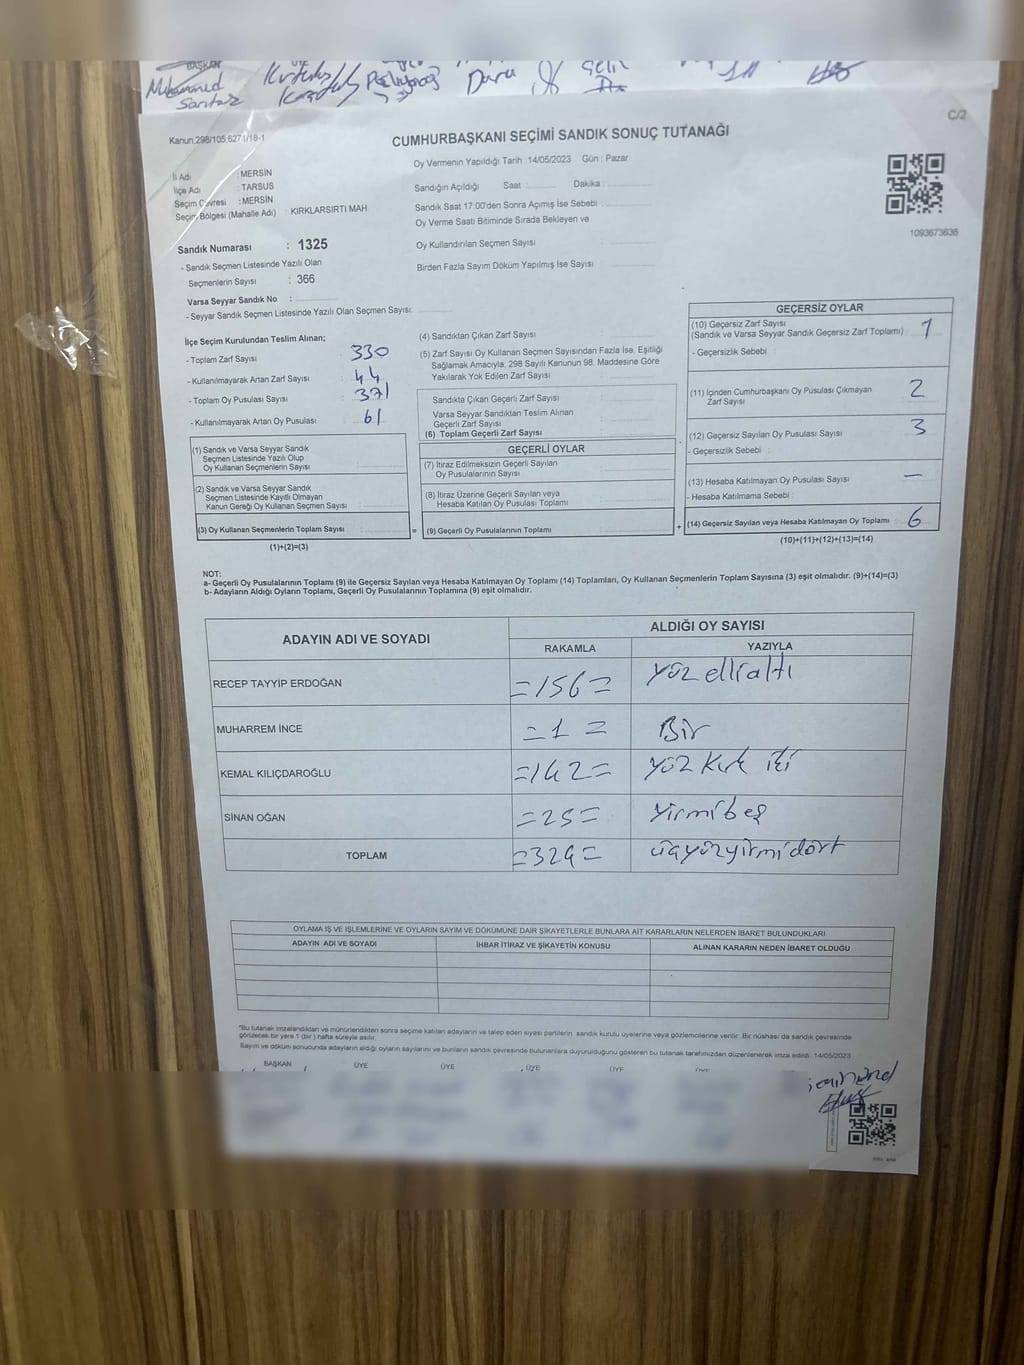 BAŞKAN
Muhammed
Darıcı
C/2
Kanun:298/105 6271/18-1
CUMHURBAŞKANI SEÇİMİ SANDIK SONUÇ TUTANAĞI
Oy Vermenin Yapıldığı Tarih :14/05/2023 Gün : Pazar
İl Adı MERSİN
İlçe Adı : TARSUS
Seçim Çevresi : MERSİN
Seçim Bölgesi (Mahalle Adı) : KIRKLARSIRTI MAH
Sandığın Açıldığı Saat : Dakika :
Sandık Saat 17:00'den Sonra Açımış İse Sebebi :
Oy Verme Saati Bitiminde Sırada Bekleyen ve
Oy Kullandırılan Seçmen Sayısı :
Birden Fazla Sayım Döküm Yapılmış İse Sayısı :
1093673636
Sandık Numarası : 1325
- Sandık Seçmen Listesinde Yazılı Olan
Seçmenlerin Sayısı : 366
Varsa Seyyar Sandık No :
- Seyyar Sandık Seçmen Listesinde Yazılı Olan Seçmen Sayısı:
İlçe Seçim Kurulundan Teslim Alınan;
- Toplam Zarf Sayısı : 330
- Kullanılmayarak Artan Zarf Sayısı : 44
- Toplam Oy Pusulası Sayısı : 371
- Kullanılmayarak Artan Oy Pusulası : 61
(1) Sandık ve Varsa Seyyar Sandık
Seçmen Listesinde Yazılı Olup
Oy Kullanan Seçmenlerin Sayısı :
(2) Sandık ve Varsa Seyyar Sandık
Seçmen Listesinde Kayıtlı Olmayan
Kanun Gereği Oy Kullanan Seçmen Sayısı :
(3) Oy Kullanan Seçmenlerin Toplam Sayısı :
(1)+(2)=(3)
(4) Sandıktan Çıkan Zarf Sayısı :
(5) Zarf Sayısı Oy Kullanan Seçmen Sayısından Fazla İse, Eşitliği
Sağlamak Amacıyla, 298 Sayılı Kanunun 98. Maddesine Göre
Yakılarak Yok Edilen Zarf Sayısı :
Sandıkta Çıkan Geçerli Zarf Sayısı :
Varsa Seyyar Sandıktan Teslim Alınan
Geçerli Zarf Sayısı :
(6) Toplam Geçerli Zarf Sayısı :
GEÇERLİ OYLAR
(7) İtiraz Edilmeksizin Geçerli Sayılan
Oy Pusulalarının Sayısı :
(8) İtiraz Üzerine Geçerli Sayılan veya
Hesaba Katılan Oy Pusulası Toplamı :
= (9) Geçerli Oy Pusulalarının Toplamı :
GEÇERSİZ OYLAR
(10) Geçersiz Zarf Sayısı
(Sandık ve Varsa Seyyar Sandık Geçersiz Zarf Toplamı) : 1
- Geçersizlik Sebebi :
(11) İçinden Cumhurbaşkanı Oy Pusulası Çıkmayan
Zarf Sayısı : 2
(12) Geçersiz Sayılan Oy Pusulası Sayısı : 3
- Geçersizlik Sebebi :
(13) Hesaba Katılmayan Oy Pusulası Sayısı : —
- Hesaba Katılmama Sebebi :
+ (14) Geçersiz Sayılan veya Hesaba Katılmayan Oy Toplamı : 6
(10)+(11)+(12)+(13)=(14)
NOT:
a- Geçerli Oy Pusulalarının Toplamı (9) ile Geçersiz Sayılan veya Hesaba Katılmayan Oy Toplamı (14) Toplamları, Oy Kullanan Seçmenlerin Toplam Sayısına (3) eşit olmalıdır. (9)+(14)=(3)
b- Adayların Aldığı Oyların Toplamı, Geçerli Oy Pusulalarının Toplamına (9) eşit olmalıdır.
ADAYIN ADI VE SOYADI ALDIĞI OY SAYISI
RAKAMLA YAZIYLA
RECEP TAYYİP ERDOĞAN =156= yüz elli altı
MUHARREM İNCE =1= Bir
KEMAL KILIÇDAROĞLU =142= yüz kırk iki
SİNAN OĞAN =25= yirmi beş
TOPLAM =324= üçyüzyirmidört
OYLAMA İŞ VE İŞLEMLERİNE VE OYLARIN SAYIM VE DÖKÜMÜNE DAİR ŞİKAYETLERLE BUNLARA AİT KARARLARIN NELERDEN İBARET BULUNDUKLARI
ADAYIN ADI VE SOYADI İHBAR İTİRAZ VE ŞİKAYETİN KONUSU ALINAN KARARIN NEDEN İBARET OLDUĞU
*Bu tutanak imzalandıktan ve mühürlendikten sonra seçime katılan adayların ve talep eden siyasi partilerin sandık kurulu üyelerine veya gözlemcilerine verilir. Bir nüshası da sandık çevresinde
görülecek bir yere 1 (bir) hafta süreyle asılır.
Sayım ve döküm sonucunda adayların aldığı oyların sayılarını ve bunların sandık çevresinde bulunanlara duyurulduğunu gösteren bu tutanak tarafımızdan düzenlenerek imza edildi. 14/05/2023
BAŞKAN ÜYE ÜYE ÜYE ÜYE ÜYE